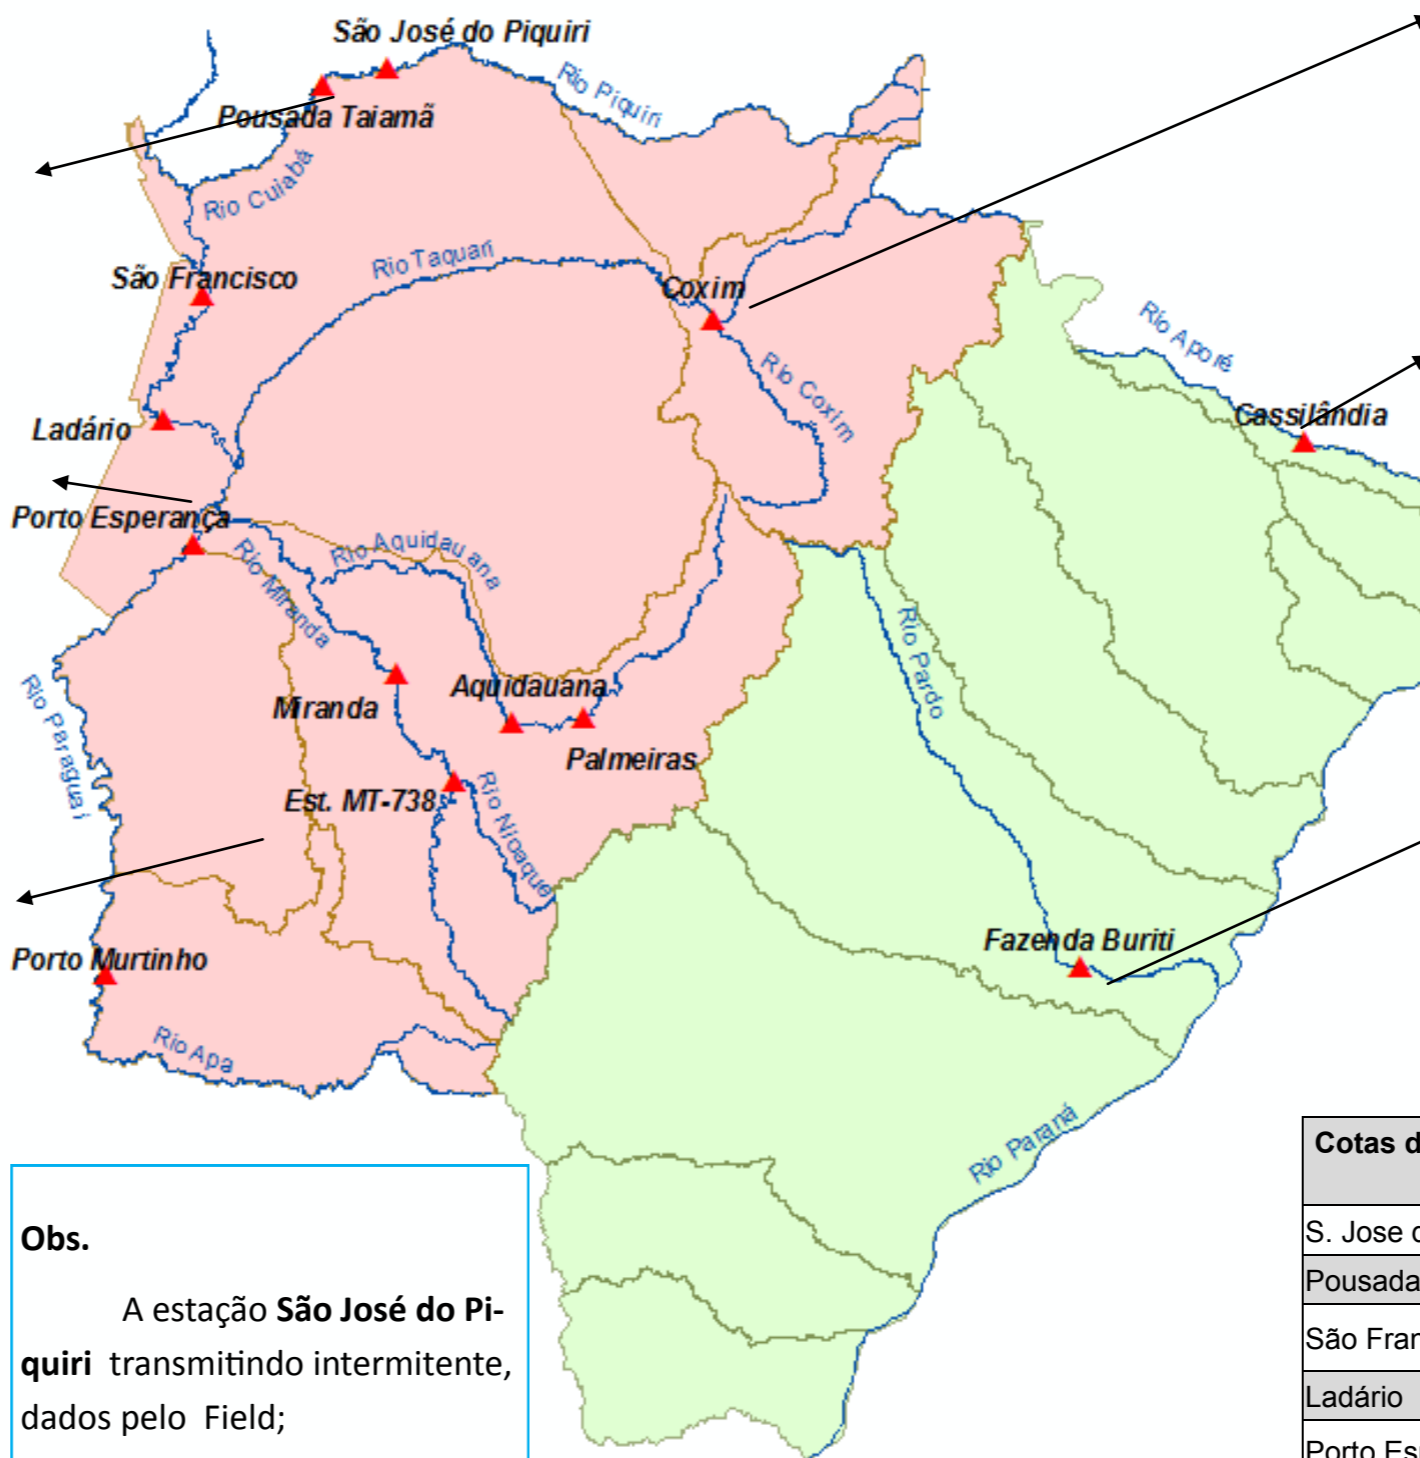 São José do Piquiri
Rio Piquiri
Pousada Taiamã
Rio Cuiabá
Rio Taquari
São Francisco
Coxim
Rio Aporé
Rio Coxim
Cassilândia
Ladário
Porto Esperança
Rio Miranda
Rio Aquidauana
Rio Pardo
Rio Paraguai
Aquidauana
Miranda
Palmeiras
Est. MT-738
Rio Nioaque
Fazenda Buriti
Porto Murtinho
Rio Apa
Rio Paraná
Obs.
A estação São José do Pi-
quiri transmitindo intermitente,
dados pelo Field;
Cotas d
S. Jose
Pousada
São Fran
Ladário
Porto Esp